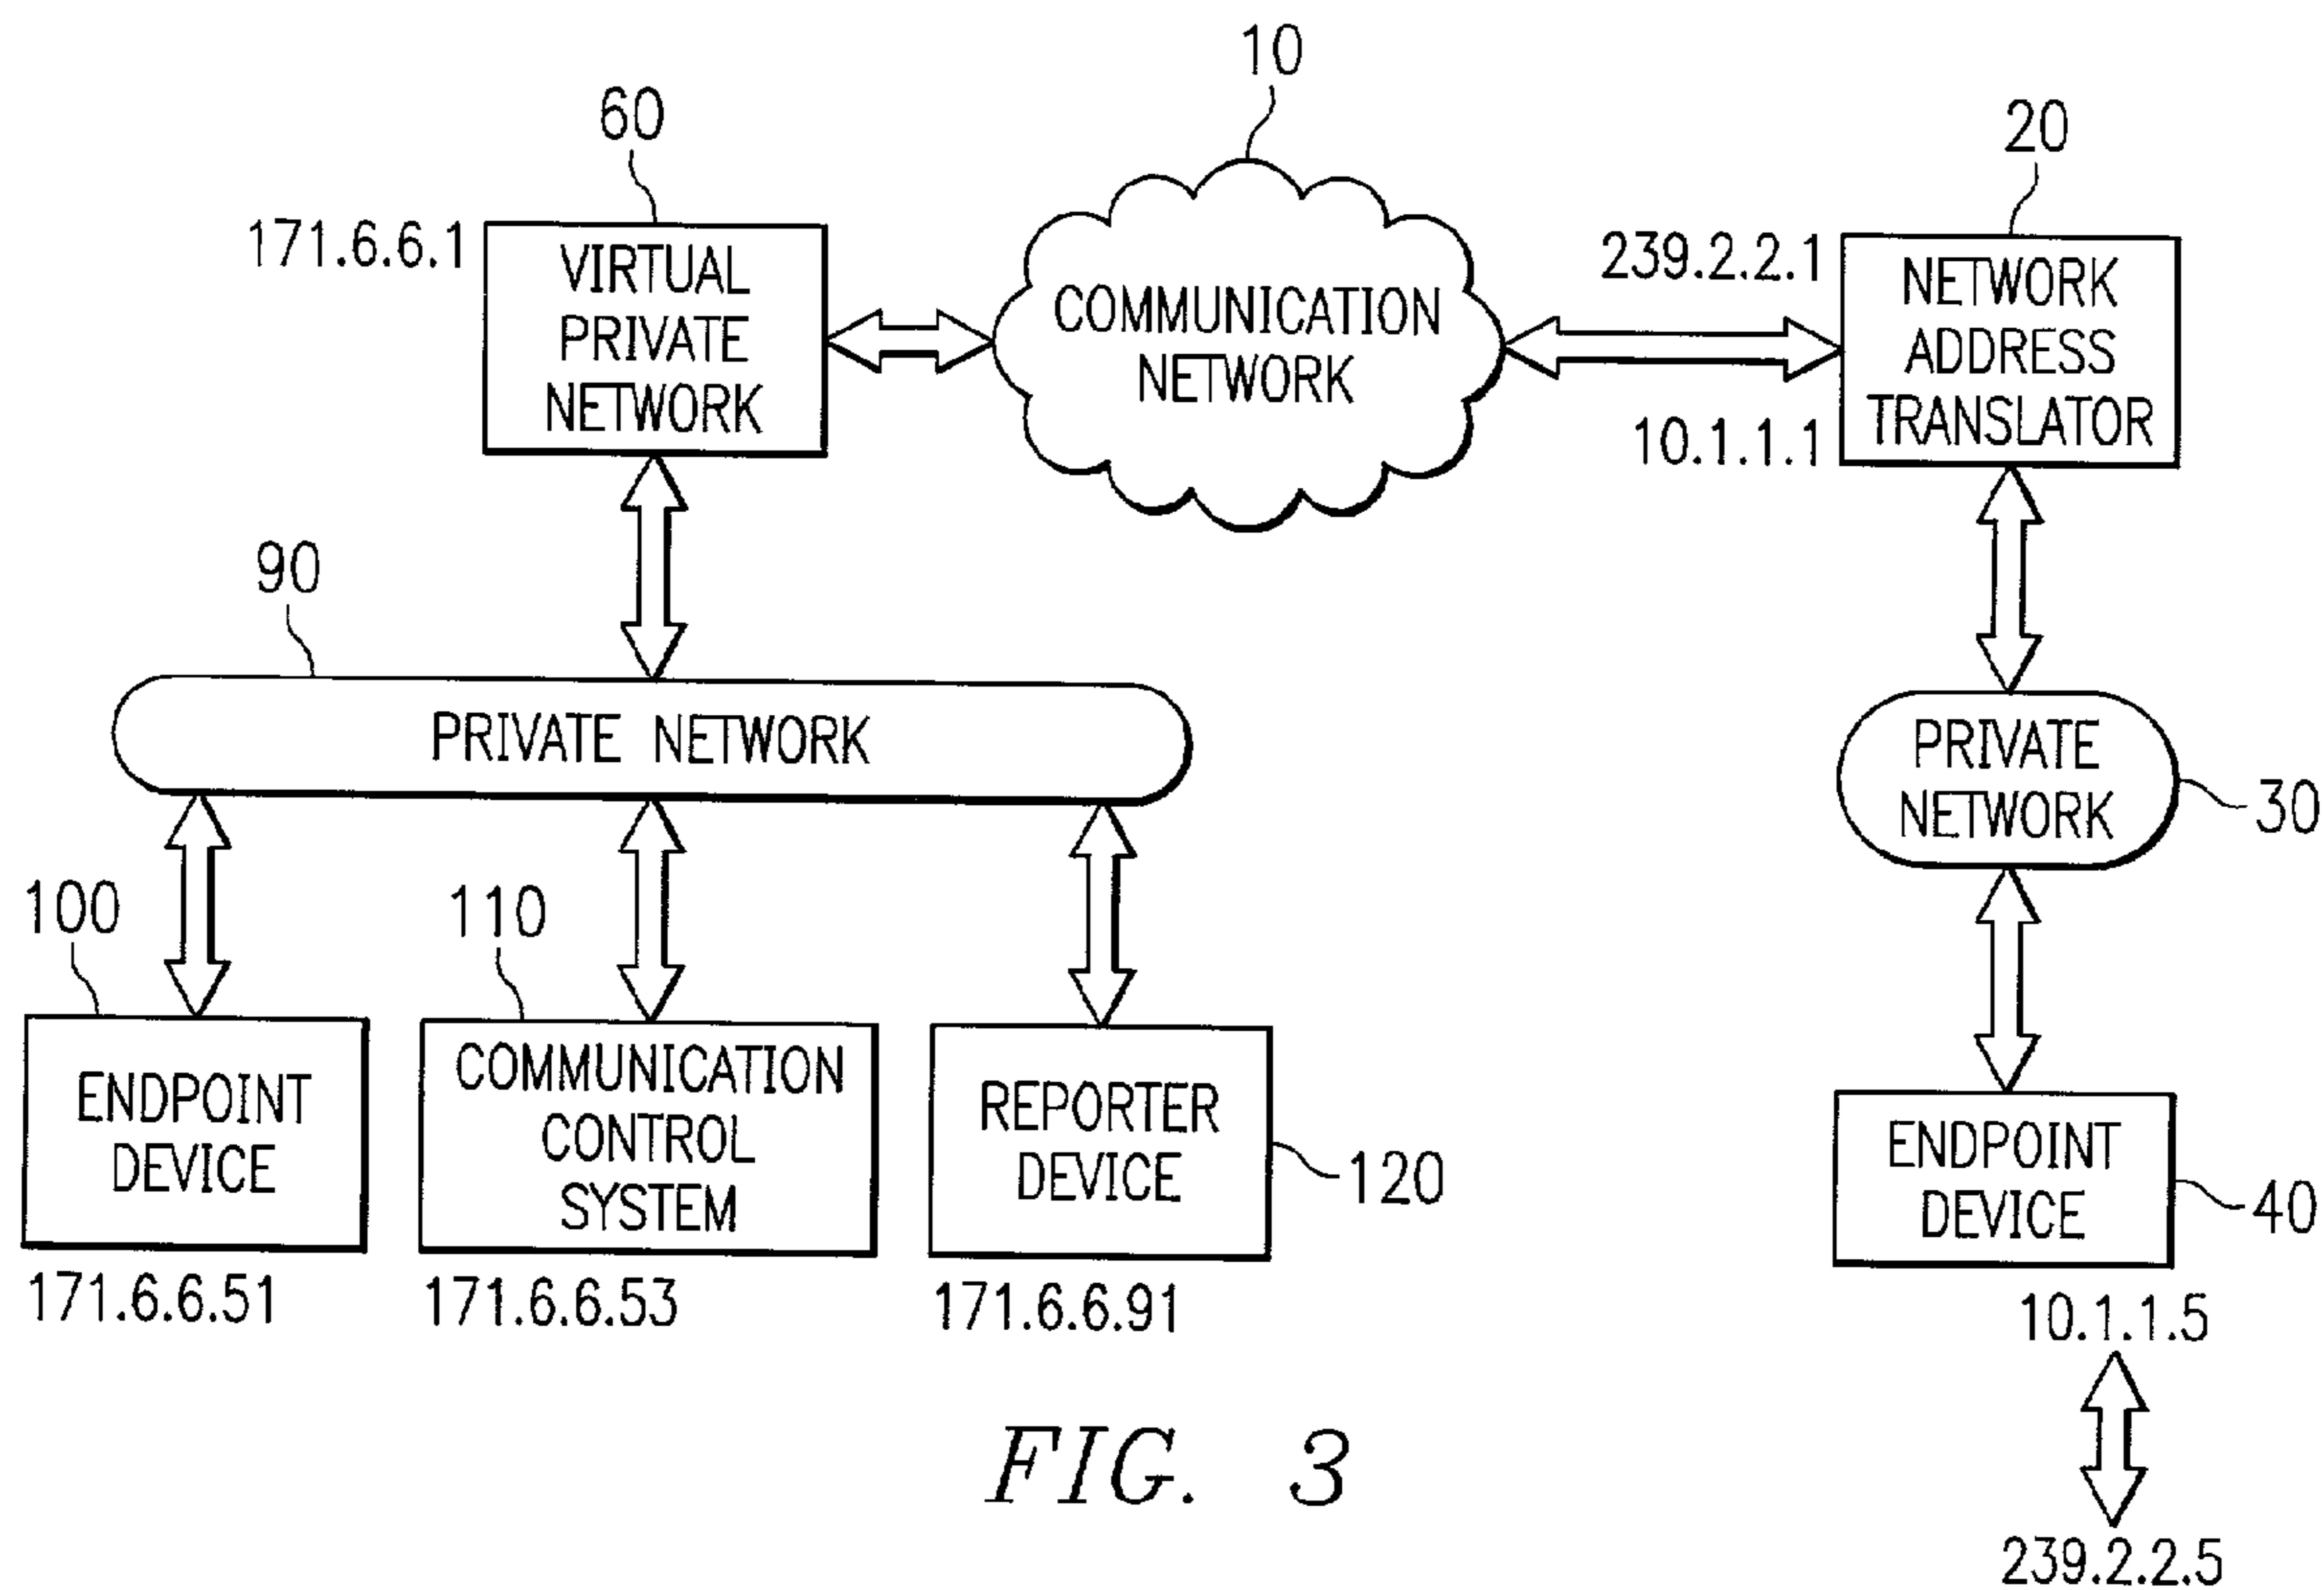 10
60
20
171.6.6.1
VIRTUAL
PRIVATE
NETWORK
COMMUNICATION
NETWORK
239.2.2.1
10.1.1.1
NETWORK
ADDRESS
TRANSLATOR
90
PRIVATE NETWORK
PRIVATE
NETWORK
30
100
110
ENDPOINT
DEVICE
COMMUNICATION
CONTROL
SYSTEM
REPORTER
DEVICE
120
ENDPOINT
DEVICE
40
171.6.6.51
171.6.6.53
171.6.6.91
10.1.1.5
239.2.2.5
FIG. 3